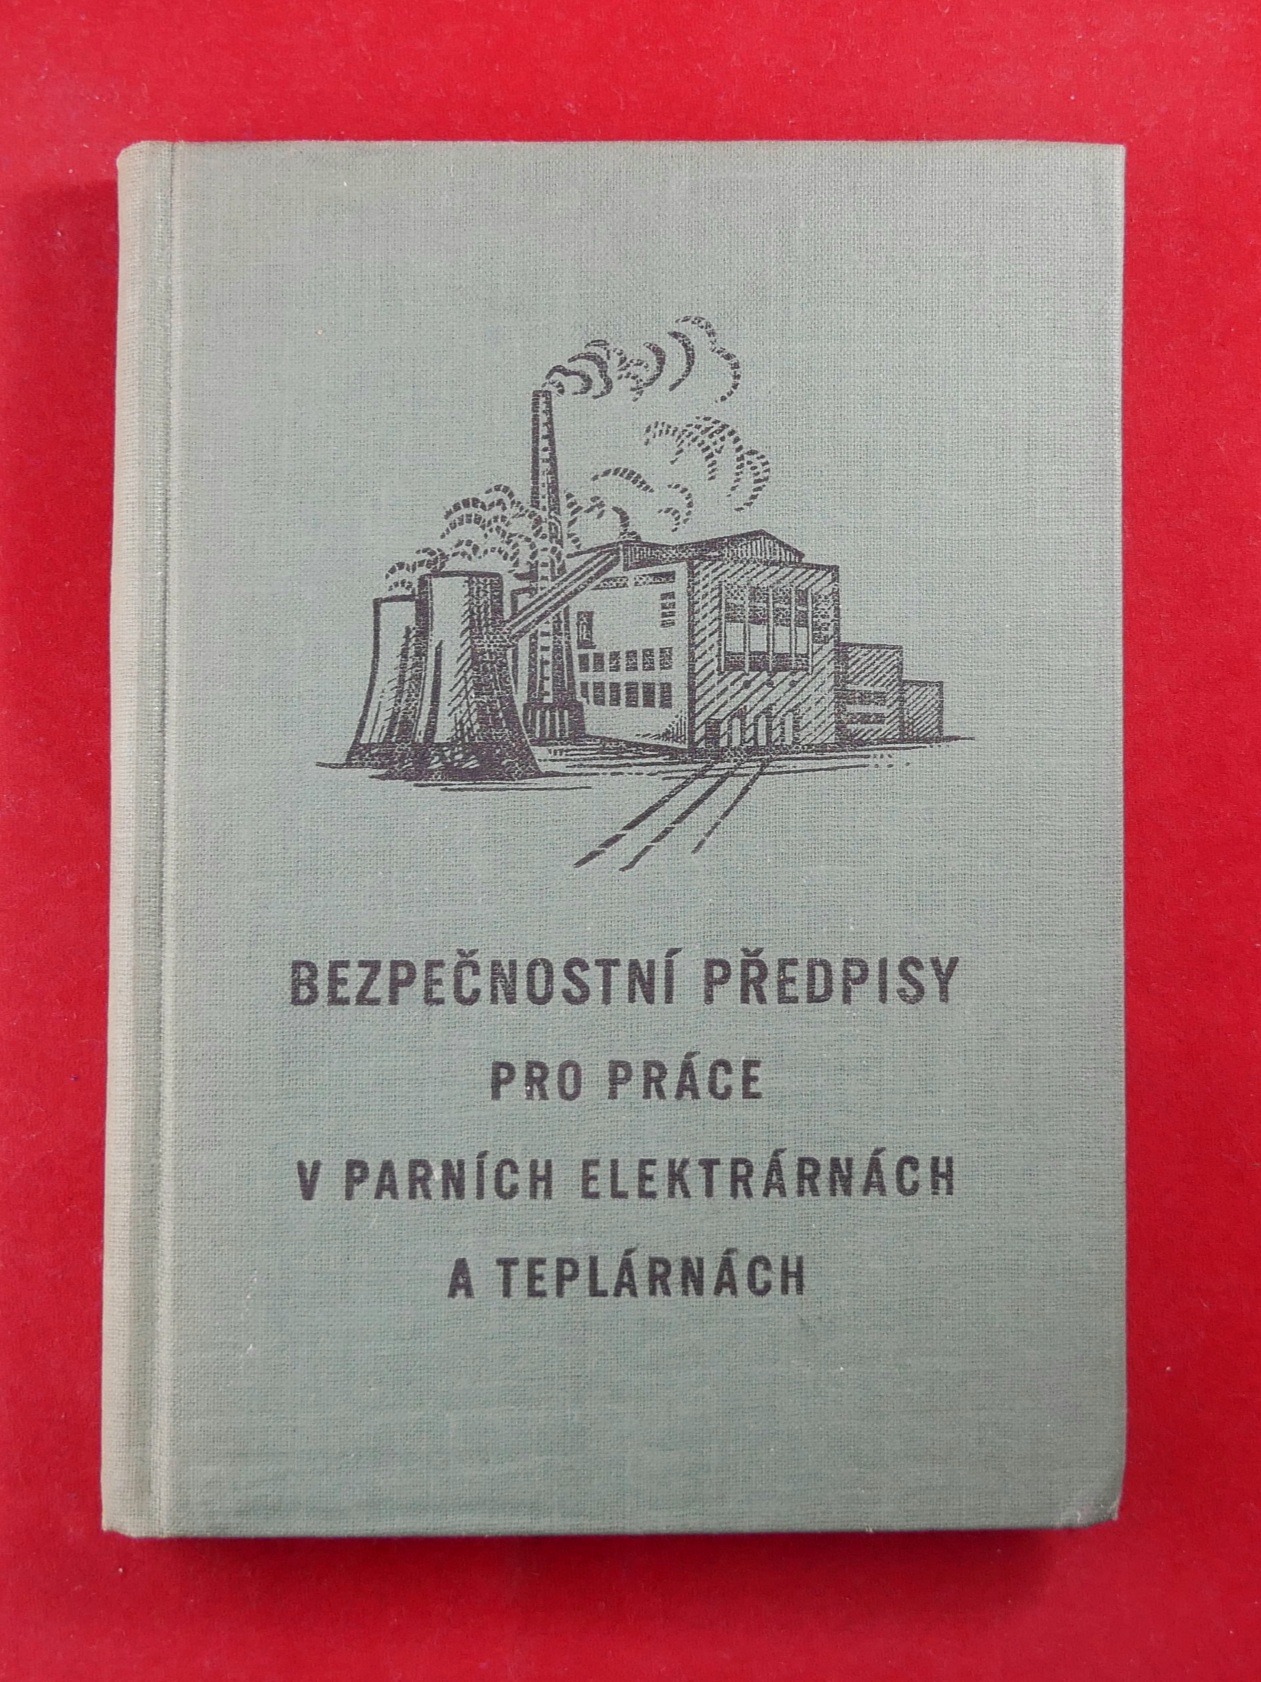 BEZPEČNOSTNÍ PŘEDPISY
PRO PRÁCE
V PARNÍCH ELEKTRÁRNÁCH
A TEPLÁRNÁCH